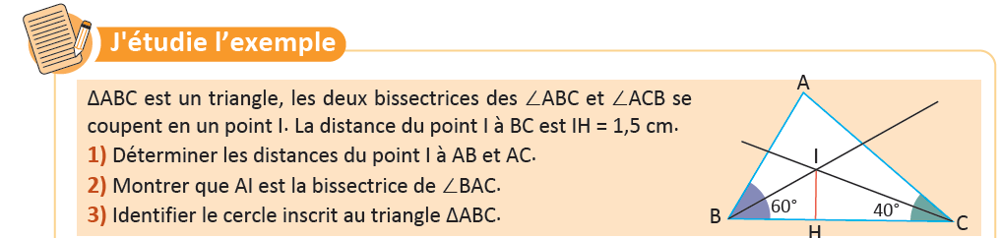 J'étudie l'exemple
∆ABC est un triangle, les deux bissectrices des ∠ABC et ∠ACB se
coupent en un point I. La distance du point I à BC est IH = 1,5 cm.
1) Déterminer les distances du point I à AB et AC.
2) Montrer que AI est la bissectrice de ∠BAC.
3) Identifier le cercle inscrit au triangle ∆ABC.
A
I
B
60°
40°
C
H